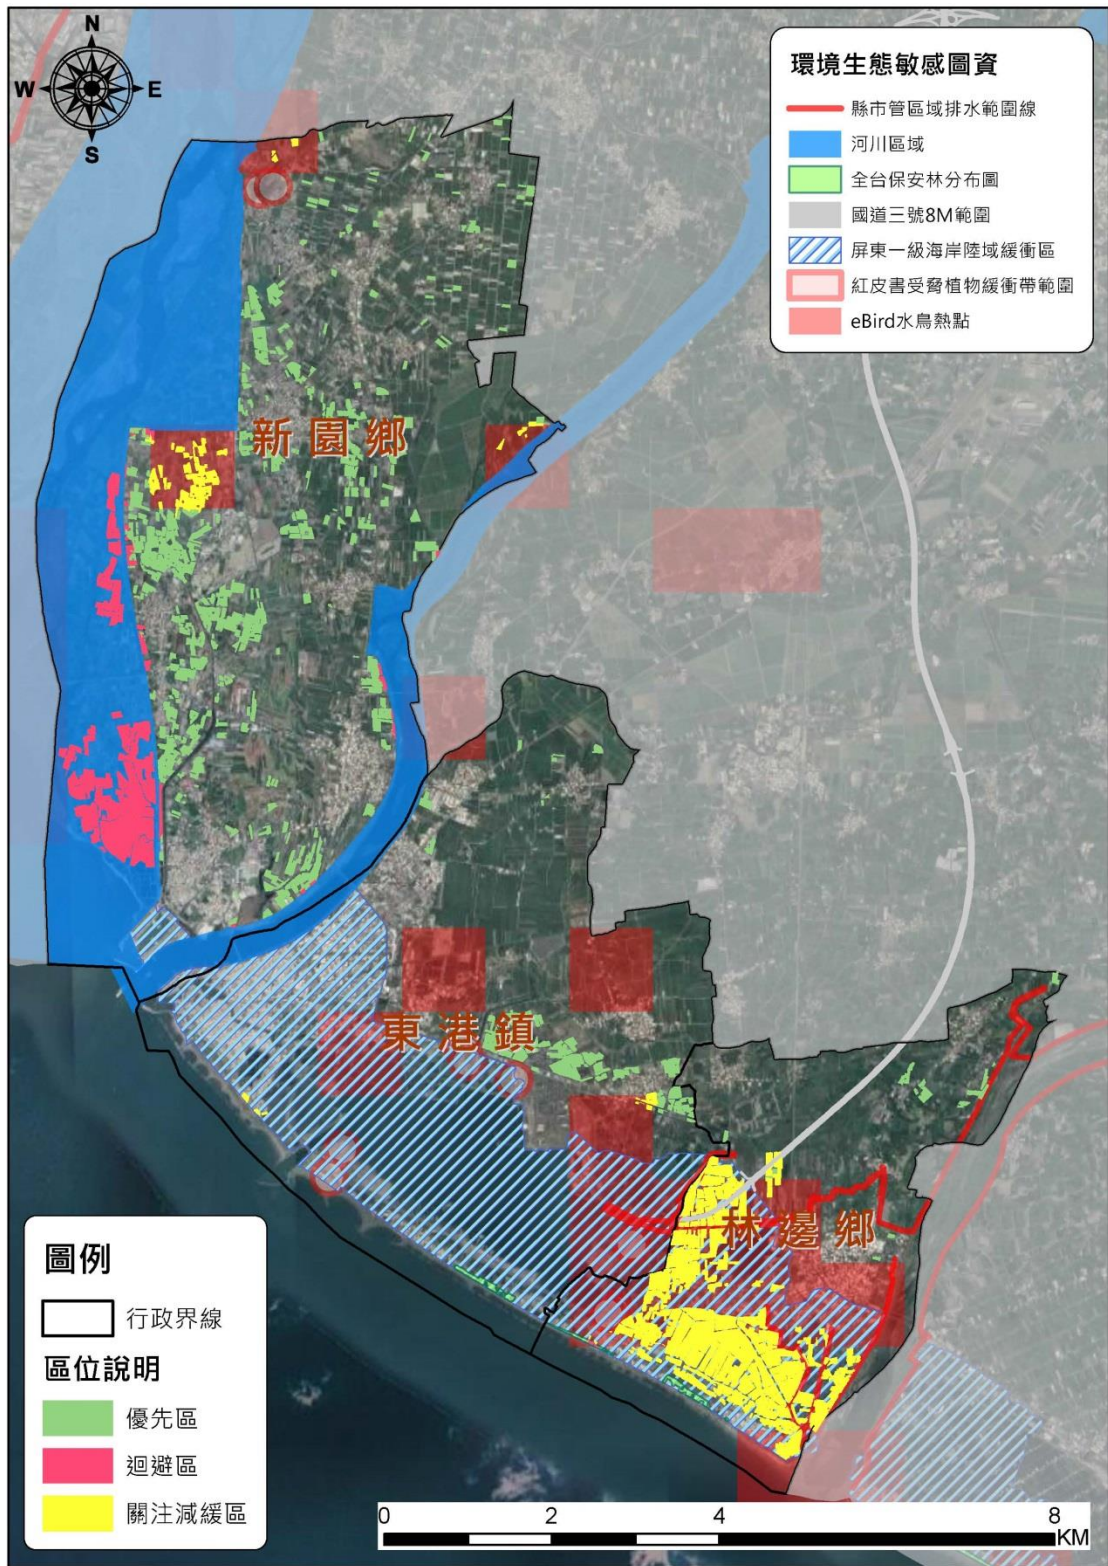 N
W
E
S
環境生態敏感圖資
縣市管區域排水範圍線
河川區域
全台保安林分布圖
國道三號8M範圍
屏東一級海岸陸域緩衝區
紅皮書受脅植物緩衝帶範圍
eBird水鳥熱點
新園鄉
東港鎮
林邊鄉
圖例
行政界線
區位說明
優先區
迴避區
關注減緩區
0 2 4 8
KM